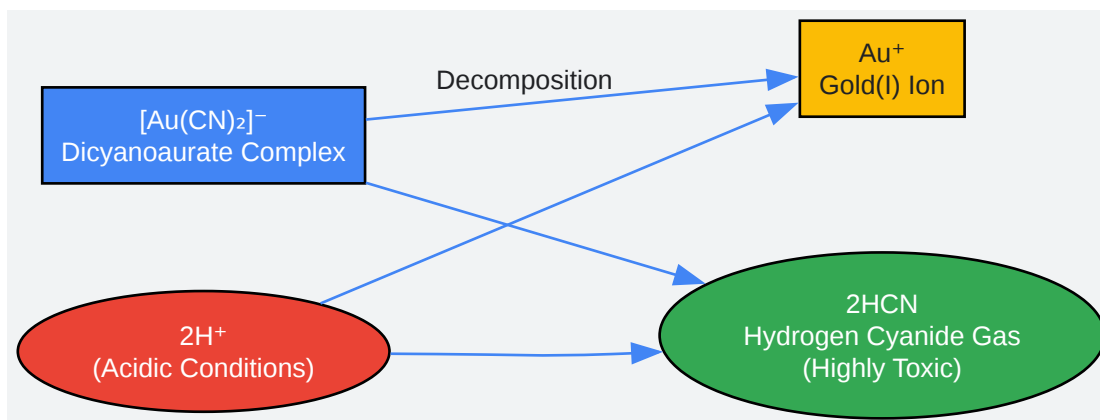 Decomposition
Au⁺
Gold(I) Ion
[Au(CN)₂]⁻
Dicyanoaurate Complex
2H⁺
(Acidic Conditions)
2HCN
Hydrogen Cyanide Gas
(Highly Toxic)